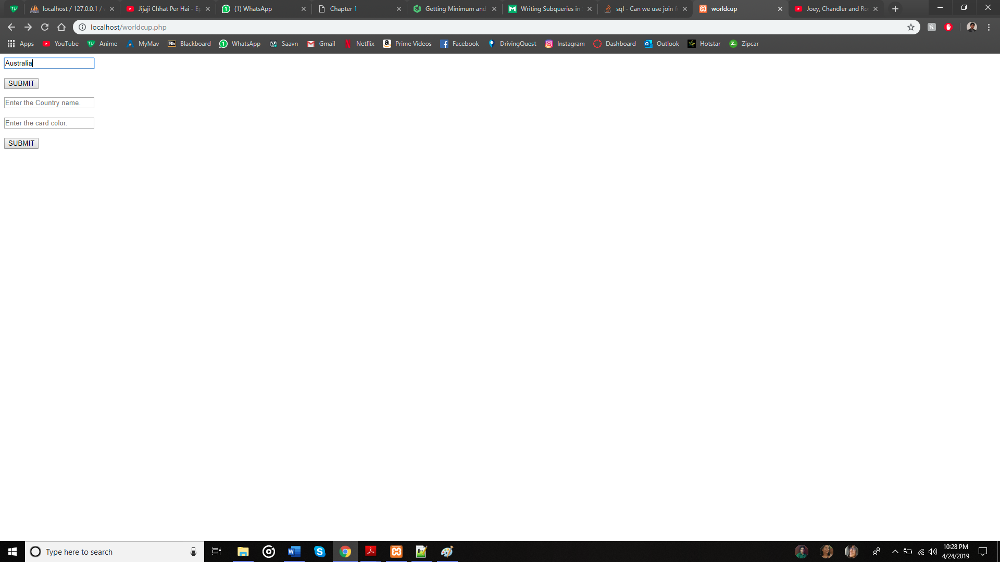 localhost / 127.0.0.1 /
Jijaji Chhat Per Hai - Ep
(1) WhatsApp
Chapter 1
Getting Minimum and
Writing Subqueries in
sql - Can we use join
worldcup
Joey, Chandler and Ro
localhost/worldcup.php
Apps
YouTube
Anime
MyMav
Bb
Blackboard
WhatsApp
Saavn
Gmail
Netflix
Prime Videos
Facebook
DrivingQuest
Instagram
Dashboard
Outlook
Hotstar
Zipcar
Australia
SUBMIT
Enter the Country name.
Enter the card color.
SUBMIT
Type here to search
10:28 PM
4/24/2019